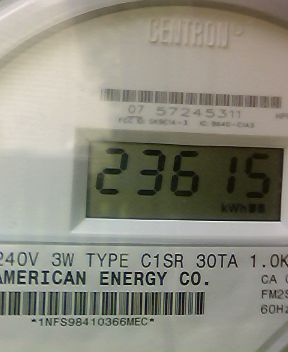 CENTRON
07 57245311
23615
kWh
240V 3W TYPE C1SR 30TA 1.0K
AMERICAN ENERGY CO.
CA
FM2S
60Hz
*1NFS98410366MEC*